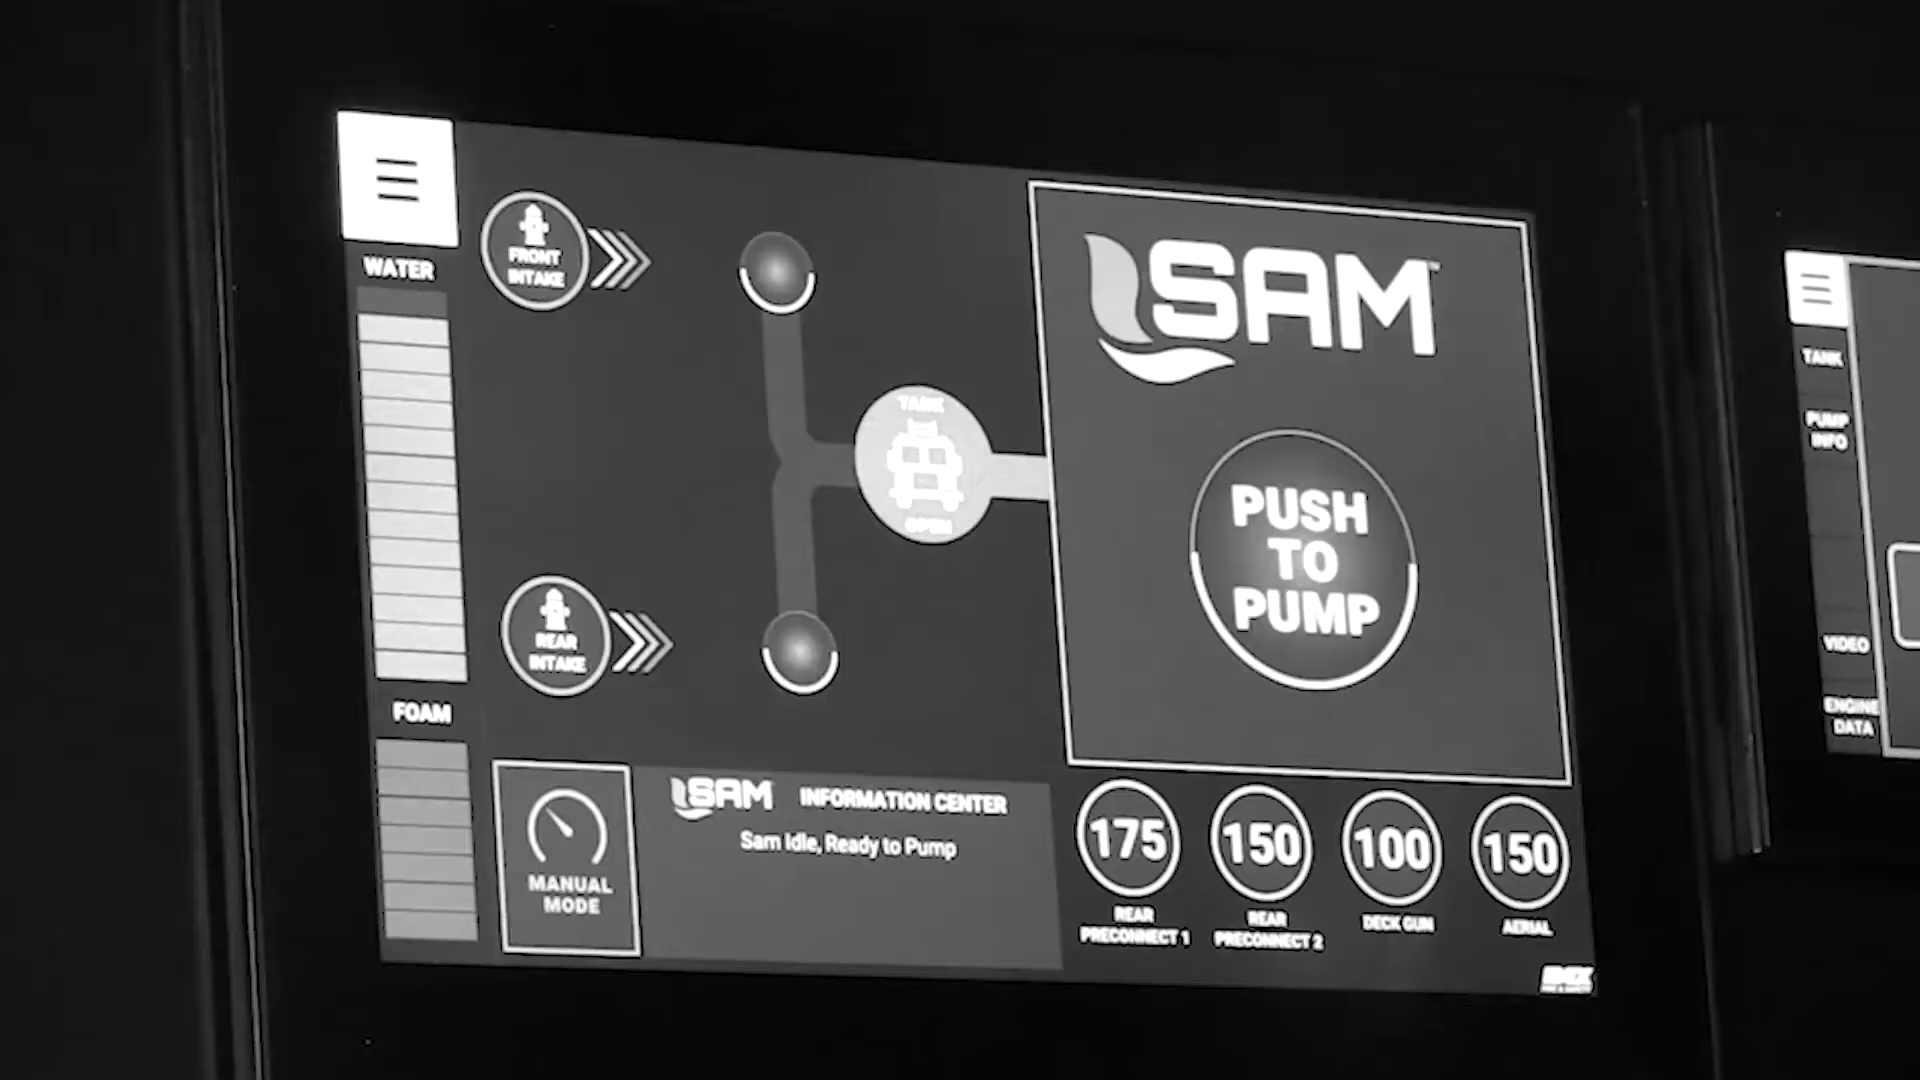 WATER
FRONT
INTAKE
TANK
OPEN
REAR
INTAKE
FOAM
MANUAL
MODE
SAM INFORMATION CENTER
Sam Idle, Ready to Pump
SAM™
PUSH
TO
PUMP
175
REAR
PRECONNECT 1
150
REAR
PRECONNECT 2
100
DECK GUN
150
AERIAL
TANK
PUMP
INFO
VIDEO
ENGINE
DATA